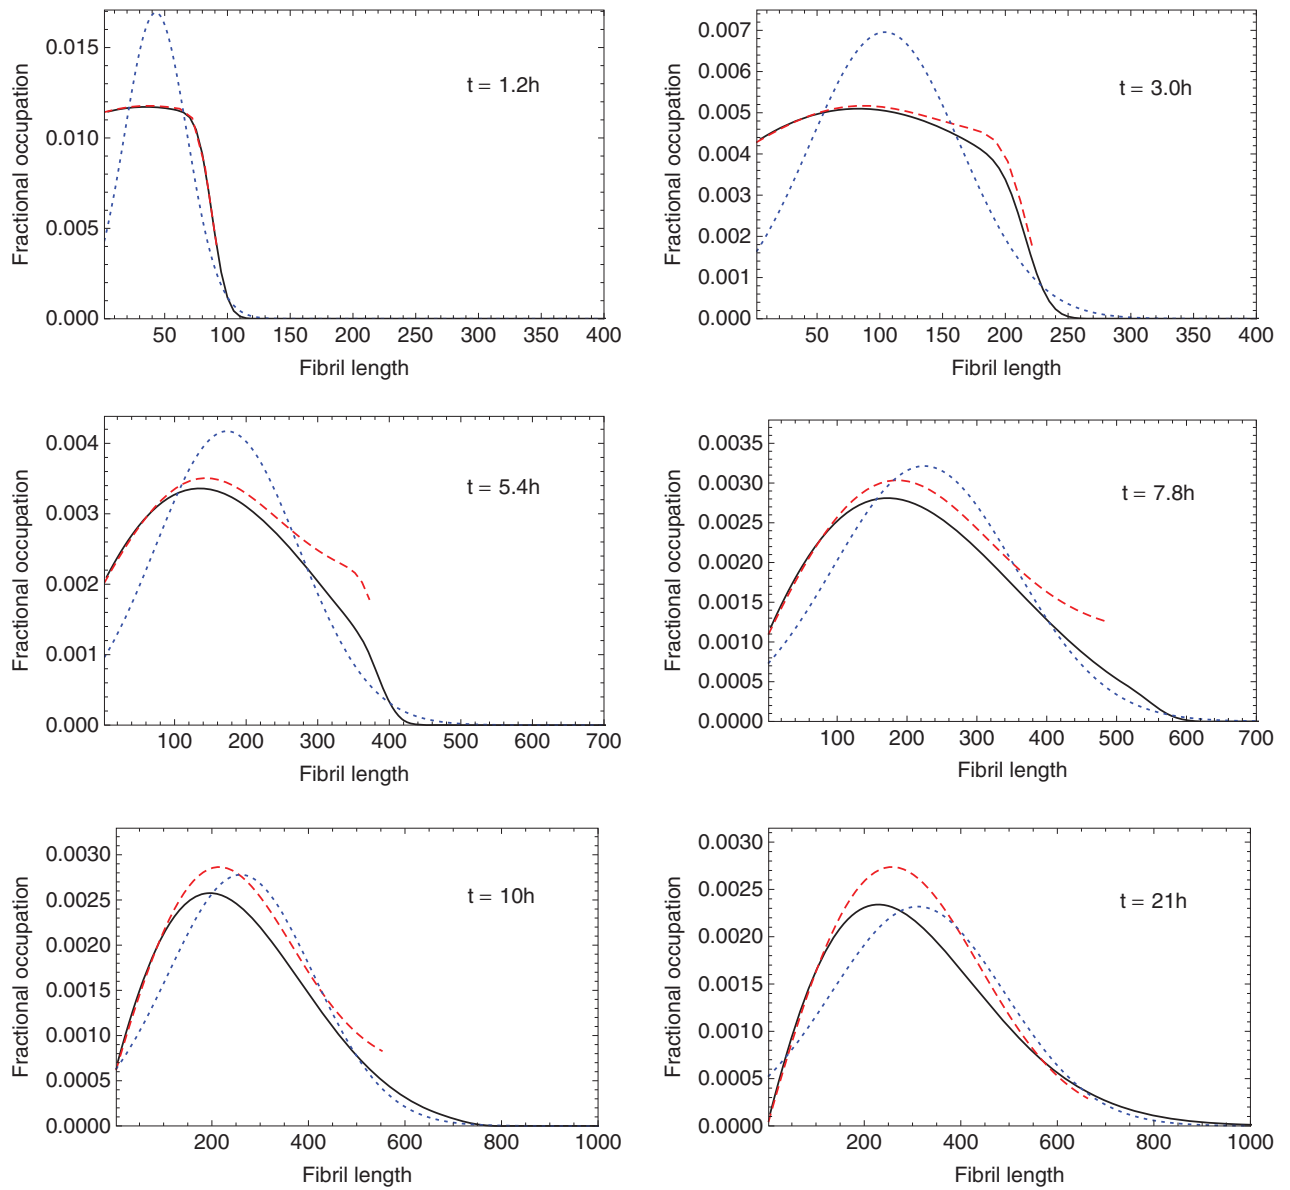 Fractional occupation
0.015
0.010
0.005
0.000
t = 1.2h
50 100 150 200 250 300 350 400
Fibril length
Fractional occupation
0.007
0.006
0.005
0.004
0.003
0.002
0.001
0.000
t = 3.0h
50 100 150 200 250 300 350 400
Fibril length
Fractional occupation
0.004
0.003
0.002
0.001
0.000
t = 5.4h
100 200 300 400 500 600 700
Fibril length
Fractional occupation
0.0035
0.0030
0.0025
0.0020
0.0015
0.0010
0.0005
0.0000
t = 7.8h
100 200 300 400 500 600 700
Fibril length
Fractional occupation
0.0030
0.0025
0.0020
0.0015
0.0010
0.0005
0.0000
t = 10h
200 400 600 800 1000
Fibril length
Fractional occupation
0.0030
0.0025
0.0020
0.0015
0.0010
0.0005
0.0000
t = 21h
200 400 600 800 1000
Fibril length